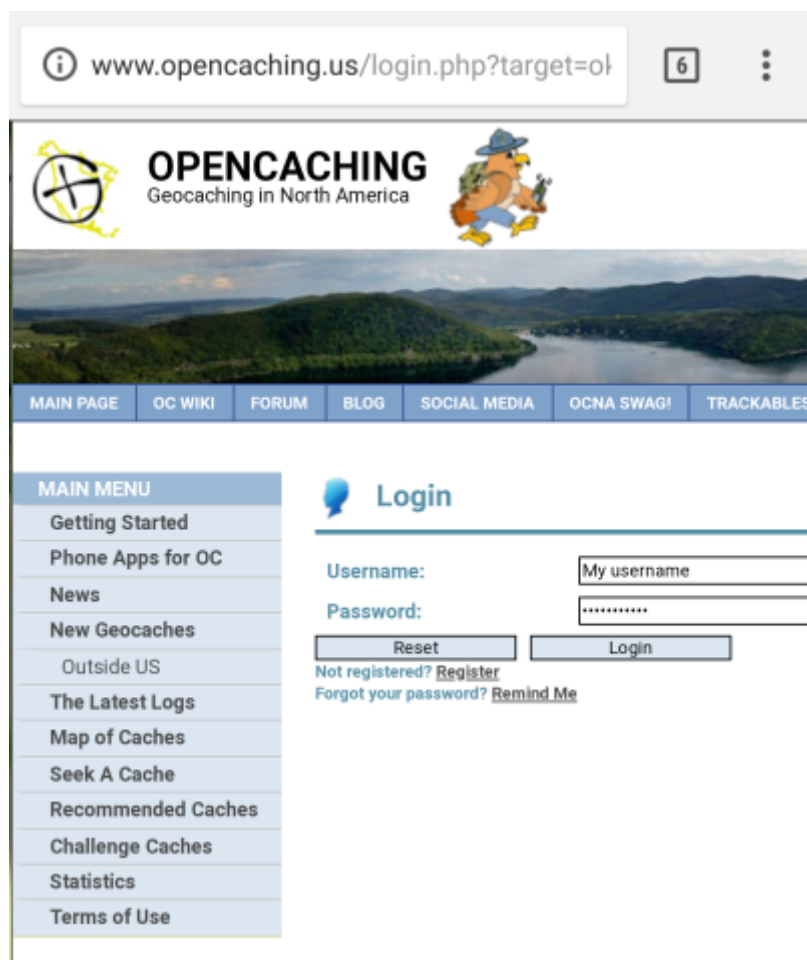 www.opencaching.us/login.php?target=ok
6
OPENCACHING
Geocaching in North America
MAIN PAGE OC WIKI FORUM BLOG SOCIAL MEDIA OCNA SWAG! TRACKABLES
MAIN MENU
Getting Started
Phone Apps for OC
News
New Geocaches
Outside US
The Latest Logs
Map of Caches
Seek A Cache
Recommended Caches
Challenge Caches
Statistics
Terms of Use
Login
Username: My username
Password: •••••••••••
Reset Login
Not registered? Register
Forgot your password? Remind Me